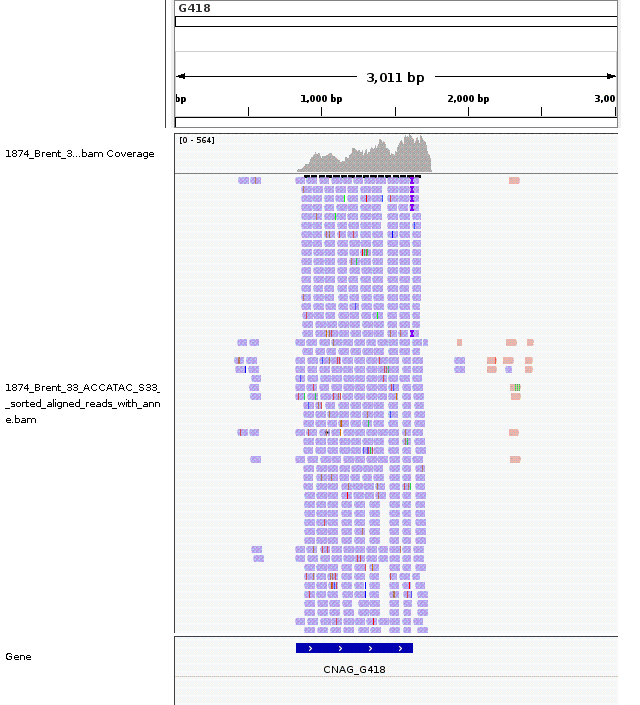 G418
3,011 bp
bp
1,000 bp
2,000 bp
3,00
[0 - 564]
1874_Brent_3...bam Coverage
1874_Brent_33_ACCATAC_S33_
_sorted_aligned_reads_with_ann
e.bam
Gene
CNAG_G418